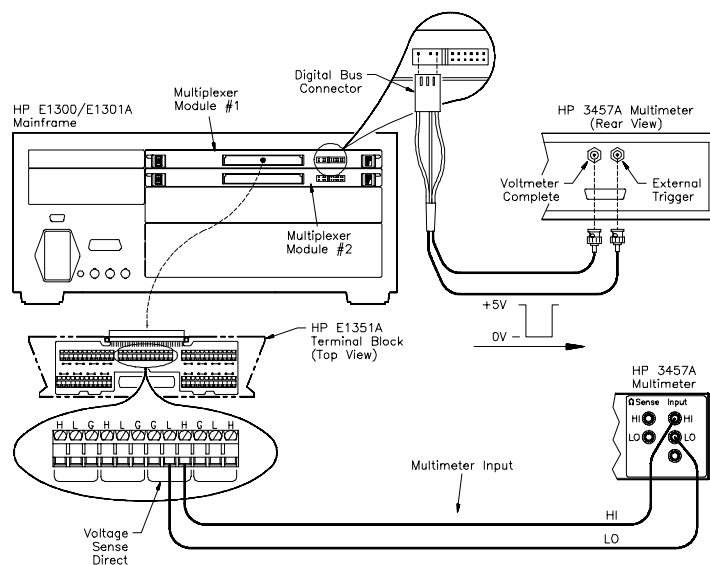 Digital Bus
Connector
HP E1300/E1301A
Mainframe
Multiplexer
Module #1
HP 3457A Multimeter
(Rear View)
Voltmeter
Complete
External
Trigger
Multiplexer
Module #2
+5V
0V
HP E1351A
Terminal Block
(Top View)
HP 3457A
Multimeter
Ω Sense Input
HI HI
LO LO
H L G H L G G L H G L H
Multimeter Input
Voltage
Sense
Direct
HI
LO